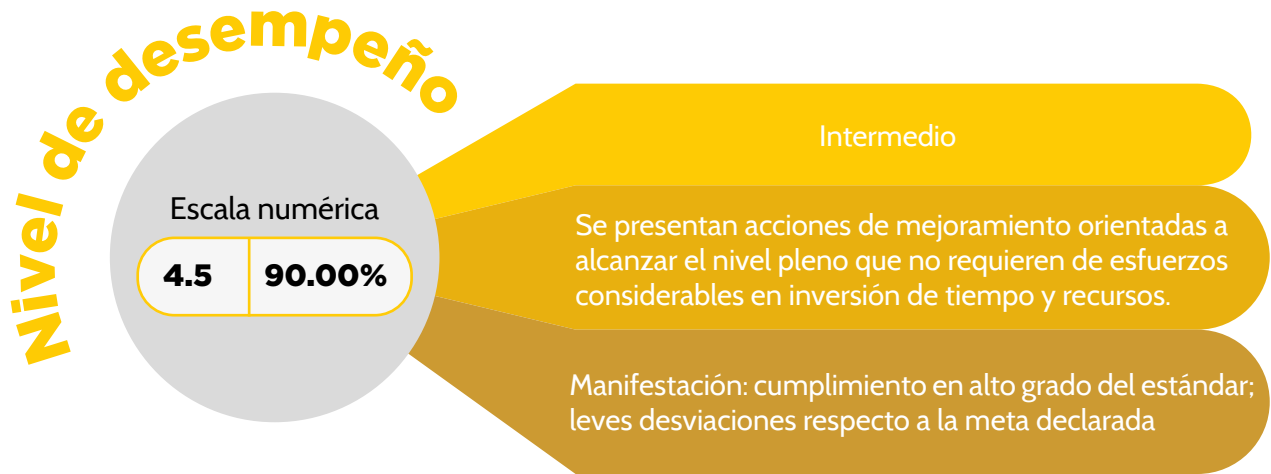 Nivel de desempeño
Escala numérica
4.5 90.00%
Intermedio
Se presentan acciones de mejoramiento orientadas a
alcanzar el nivel pleno que no requieren de esfuerzos
considerables en inversión de tiempo y recursos.
Manifestación: cumplimiento en alto grado del estándar;
leves desviaciones respecto a la meta declarada